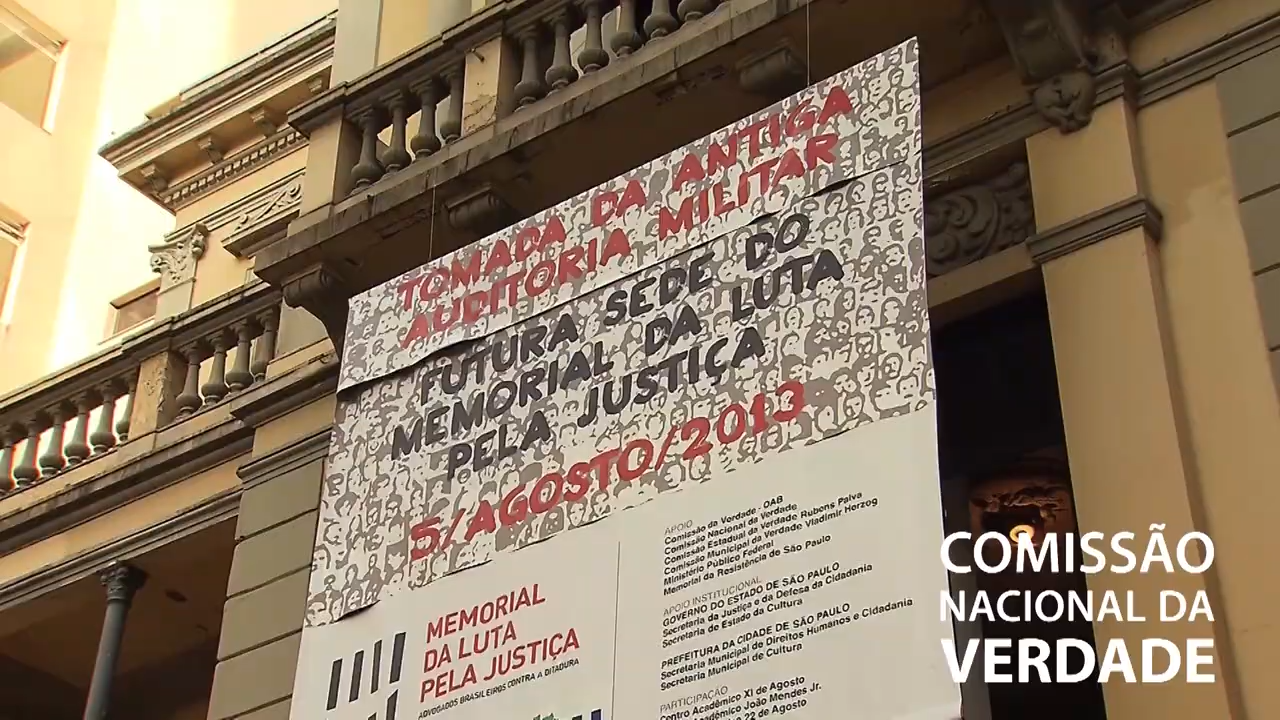 TOMADA DA ANTIGA
AUDITORIA MILITAR
FUTURA SEDE DO
MEMORIAL DA LUTA
PELA JUSTIÇA
5/AGOSTO/2013
MEMORIAL
DA LUTA
PELA JUSTIÇA
ADVOGADOS BRASILEIROS CONTRA A DITADURA
APOIO
Comissão da Verdade - OAB
Comissão Nacional da Verdade
Comissão Estadual da Verdade Rubens Paiva
Comissão Municipal da Verdade Vladimir Herzog
Ministério Público Federal
Memorial da Resistência de São Paulo
APOIO INSTITUCIONAL
GOVERNO DO ESTADO DE SÃO PAULO
Secretaria da Justiça e da Defesa da Cidadania
Secretaria de Estado da Cultura
PREFEITURA DA CIDADE DE SÃO PAULO
Secretaria Municipal de Direitos Humanos e Cidadania
Secretaria Municipal de Cultura
PARTICIPAÇÃO
Centro Acadêmico XI de Agosto
Acadêmico João Mendes Jr.
22 de Agosto
COMISSÃO
NACIONAL DA
VERDADE